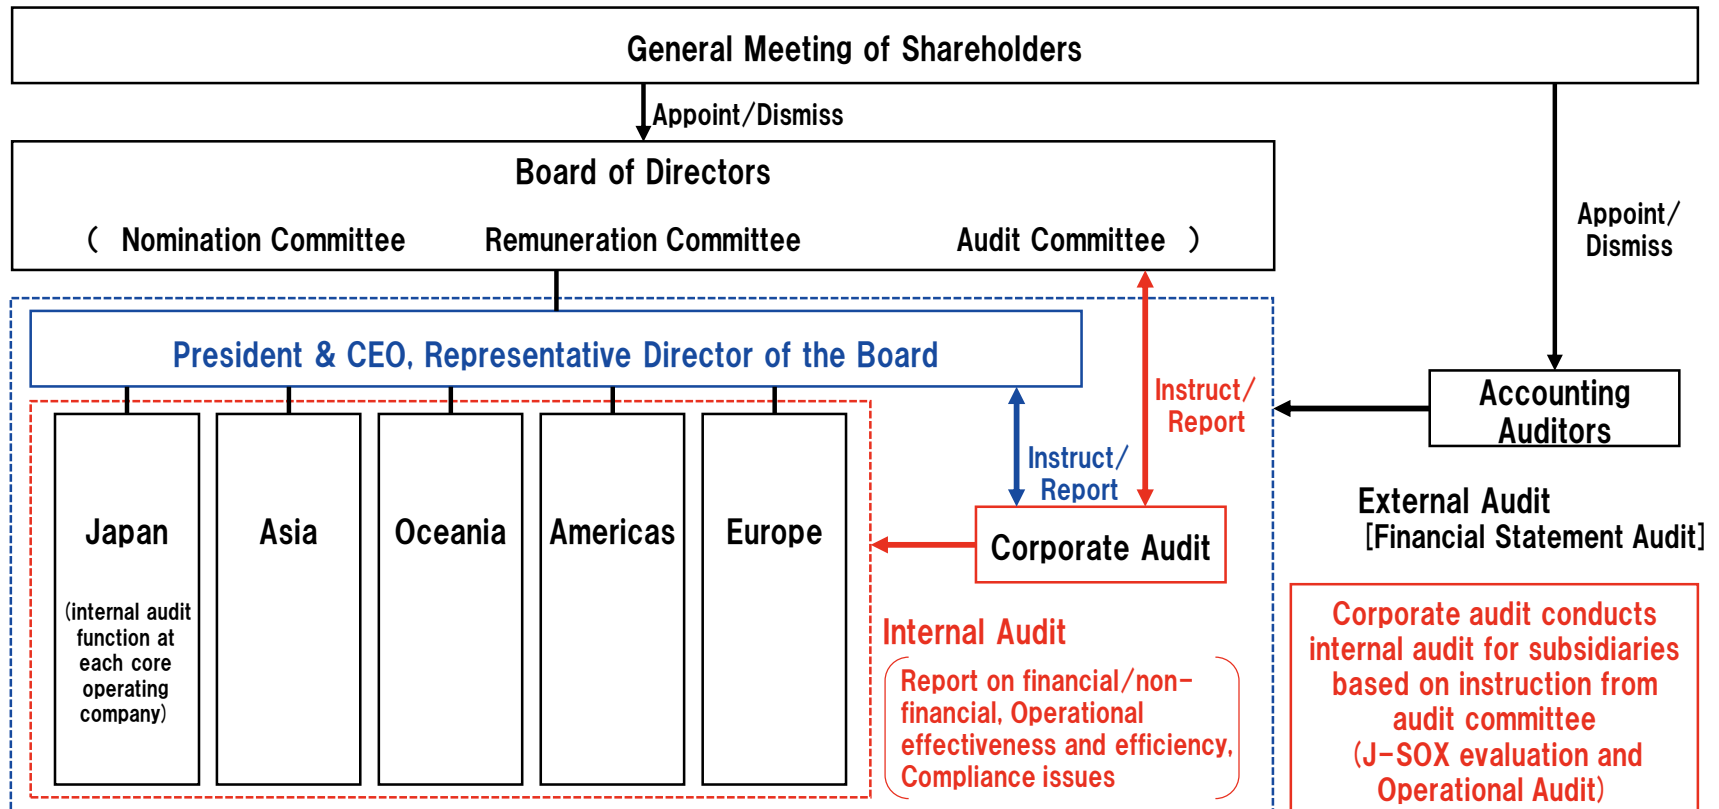 General Meeting of Shareholders
Appoint/Dismiss
Board of Directors
( Nomination Committee Remuneration Committee Audit Committee )
Appoint/
Dismiss
President & CEO, Representative Director of the Board
Instruct/
Report
Instruct/
Report
Accounting
Auditors
External Audit
[Financial Statement Audit]
Japan
(internal audit
function at
each core
operating
company)
Asia
Oceania
Americas
Europe
Corporate Audit
Internal Audit
Report on financial/non-
financial, Operational
effectiveness and efficiency,
Compliance issues
Corporate audit conducts
internal audit for subsidiaries
based on instruction from
audit committee
(J-SOX evaluation and
Operational Audit)